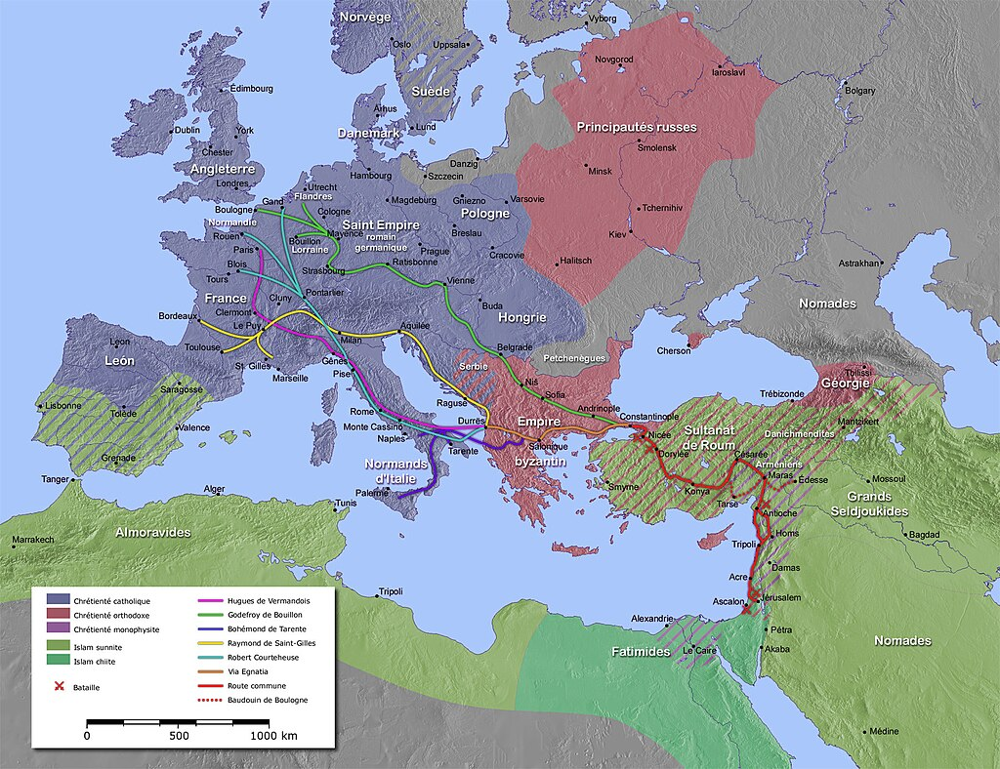 Norvège
Oslo
Uppsala
Vyborg
Suède
Novgorod
Iaroslavl
Bolgary
Édimbourg
Århus
Lund
Danemark
Principautés russes
Dublin
York
Smolensk
Chester
Danzig
Angleterre
Hambourg
Szczecin
Minsk
Londres
Utrecht
Flandres
Magdeburg
Gniezno
Varsovie
Boulogne
Gand
Cologne
Pologne
Tchernihiv
Normandie
Saint Empire
romain
germanique
Rouen
Mayence
Breslau
Kiev
Bouillon
Lorraine
Paris
Prague
Cracovie
Halitsch
Astrakhan
Blois
Strasbourg
Ratisbonne
Tours
Vienne
France
Cluny
Pontarlier
Buda
Nomades
Clermont
Hongrie
Bordeaux
Le Puy
Aquilée
Milan
Belgrade
Cherson
León
León
Toulouse
St. Gilles
Gênes
Petchenègues
Marseille
Pise
Serbie
Tbilissi
Géorgie
Saragosse
Niš
Sofia
Trébizonde
Lisbonne
Tolède
Raguse
Andrinople
Rome
Durrës
Empire
Constantinople
Mantzikert
Valence
Monte Cassino
Nicée
Sultanat
de Roum
Danichmendites
Naples
Tarente
Salonique
Dorylée
Césarée
Grenade
Normands
d'Italie
byzantin
Arméniens
Maras
Édesse
Mossoul
Tanger
Alger
Palerme
Smyrne
Konya
Tarse
Grands
Seldjoukides
Tunis
Antioche
Almoravides
Marrakech
Homs
Bagdad
Tripoli
Damas
Acre
Tripoli
Ascalon
Jérusalem
Alexandrie
Pétra
Fatimides
Le Caire
Akaba
Nomades
Médine
Chrétienté catholique
Chrétienté orthodoxe
Chrétienté monophysite
Islam sunnite
Islam chiite
Bataille
Hugues de Vermandois
Godefroy de Bouillon
Bohémond de Tarente
Raymond de Saint-Gilles
Robert Courteheuse
Via Egnatia
Route commune
Baudouin de Boulogne
0 500 1000 km